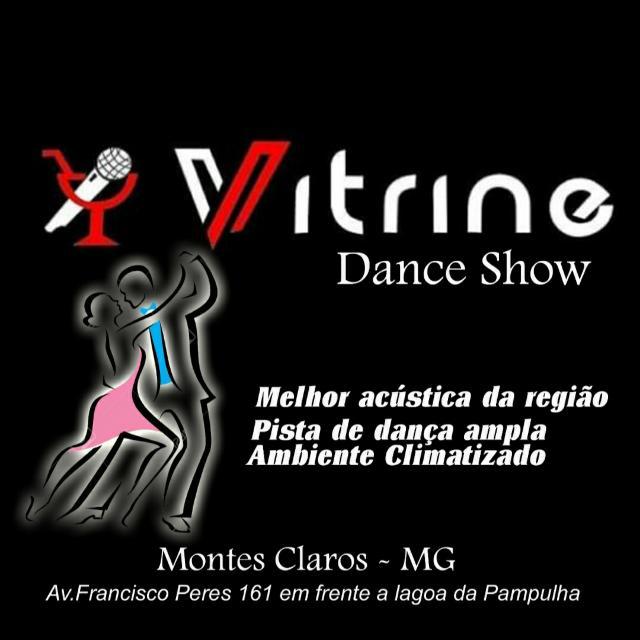 Vitrine
Dance Show
Melhor acústica da região
Pista de dança ampla
Ambiente Climatizado
Montes Claros - MG
Av.Francisco Peres 161 em frente a lagoa da Pampulha